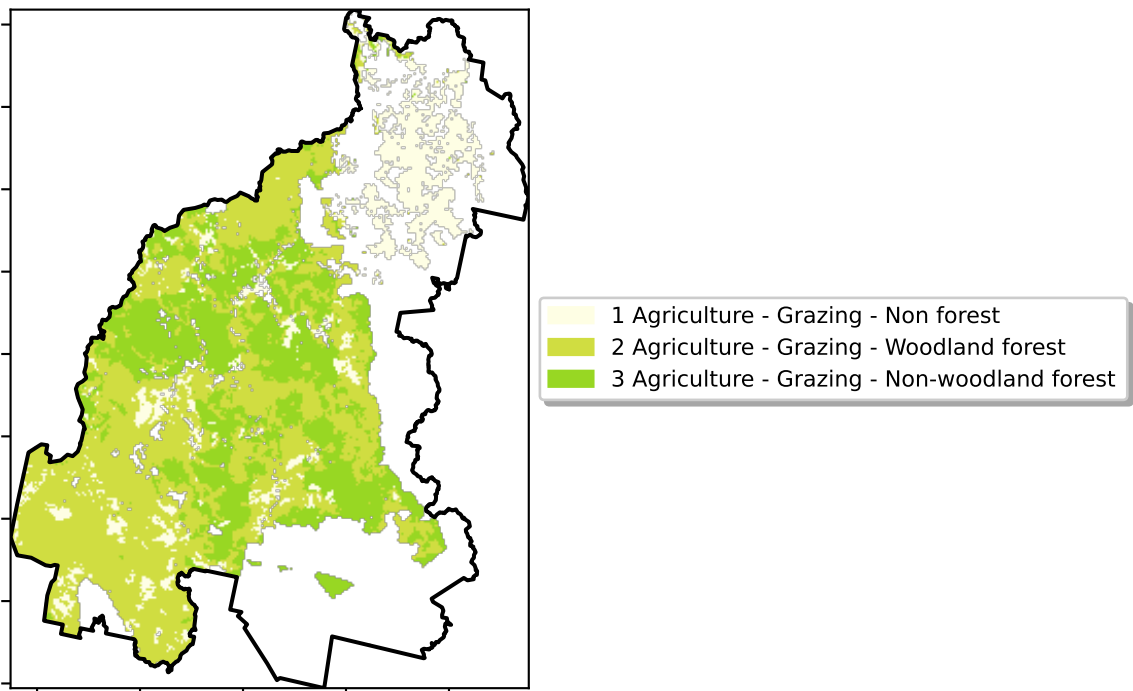 1 Agriculture - Grazing - Non forest
2 Agriculture - Grazing - Woodland forest
3 Agriculture - Grazing - Non-woodland forest